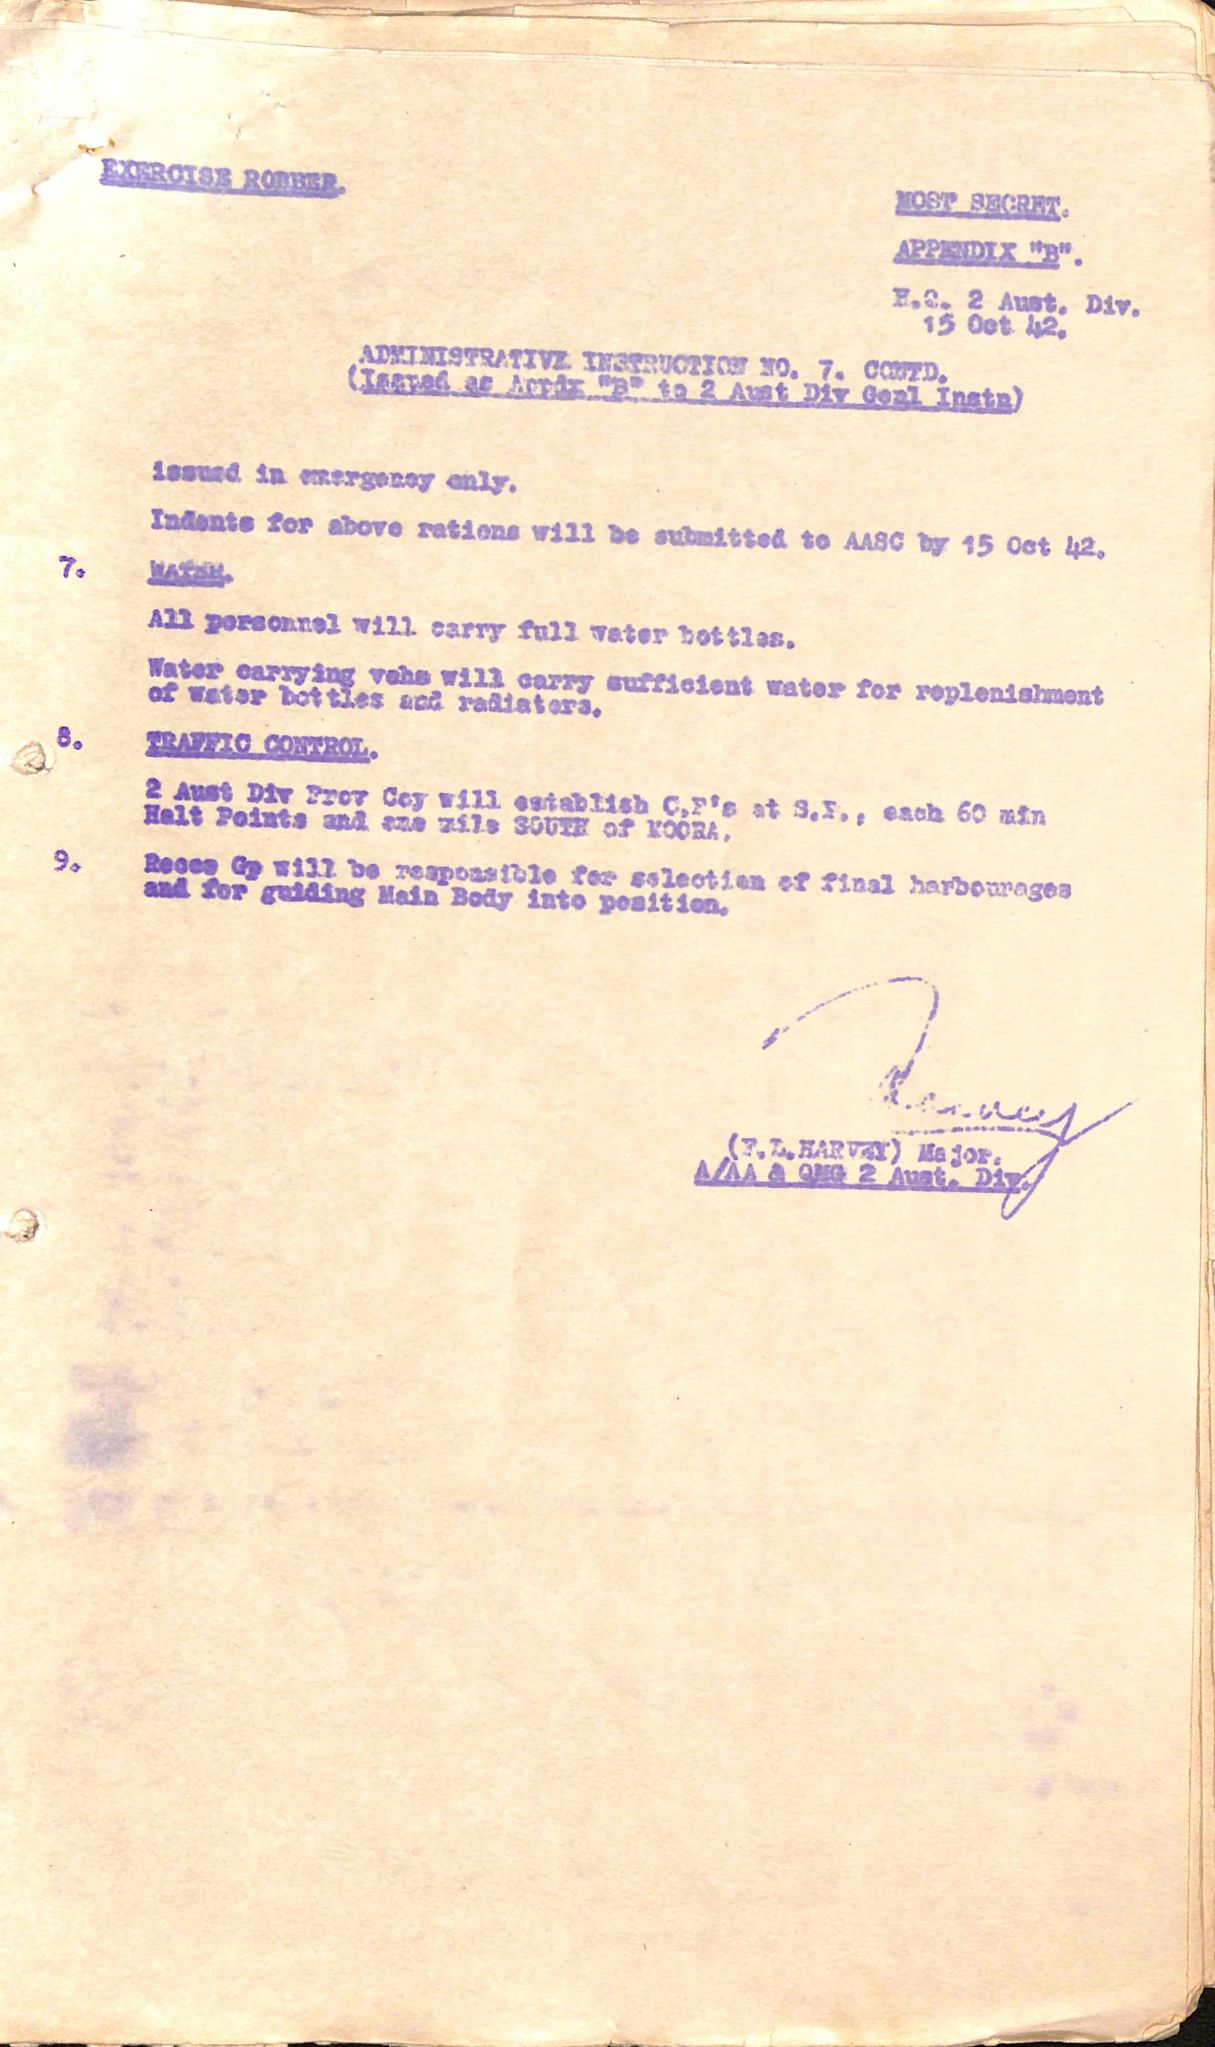 EXERCISE ROBBER.
MOST SECRET.
APPENDIX "B".
H.Q. 2 Aust. Div.
15 Oct 42.
ADMINISTRATIVE INSTRUCTION NO. 7. CONTD.
(Issued as Appdx "B" to 2 Aust Div Genl Instn)
issued in emergency only.
Indents for above rations will be submitted to AASC by 15 Oct 42.
7. WATER.
All personnel will carry full water bottles.
Water carrying vehs will carry sufficient water for replenishment
of water bottles and radiators.
8. TRAFFIC CONTROL.
2 Aust Div Prov Coy will establish C.P's at S.P., each 60 min
Halt Points and one mile SOUTH of MOORA.
9. Recce Gp will be responsible for selection of final harbourages
and for guiding Main Body into position.
(F.L.HARVEY) Major.
A/AA & QMG 2 Aust. Div.